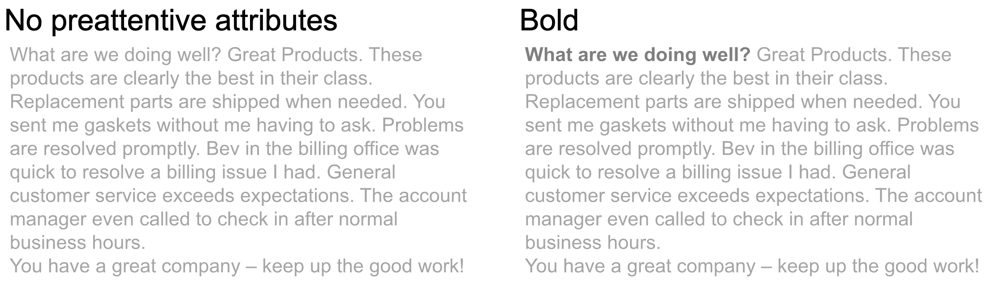 No preattentive attributes
What are we doing well? Great Products. These
products are clearly the best in their class.
Replacement parts are shipped when needed. You
sent me gaskets without me having to ask. Problems
are resolved promptly. Bev in the billing office was
quick to resolve a billing issue I had. General
customer service exceeds expectations. The account
manager even called to check in after normal
business hours.
You have a great company – keep up the good work!
Bold
What are we doing well? Great Products. These
products are clearly the best in their class.
Replacement parts are shipped when needed. You
sent me gaskets without me having to ask. Problems
are resolved promptly. Bev in the billing office was
quick to resolve a billing issue I had. General
customer service exceeds expectations. The account
manager even called to check in after normal
business hours.
You have a great company – keep up the good work!